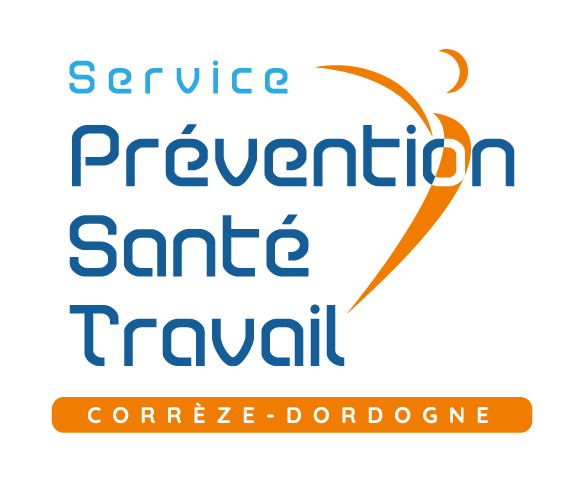 Service
Prévention
Santé
Travail
CORRÈZE-DORDOGNE